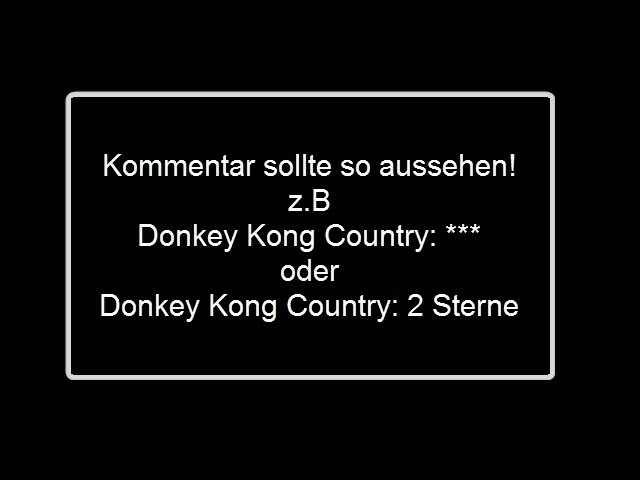 Kommentar sollte so aussehen!
z.B
Donkey Kong Country: ***
oder
Donkey Kong Country: 2 Sterne